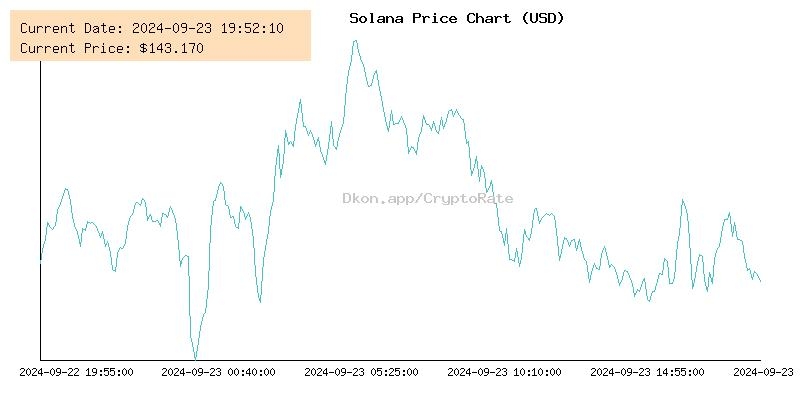 Solana Price Chart (USD)
Current Date: 2024-09-23 19:52:10
Current Price: $143.170
Dkon.app/CryptoRate
2024-09-22 19:55:00 2024-09-23 00:40:00 2024-09-23 05:25:00 2024-09-23 10:10:00 2024-09-23 14:55:00 2024-09-23